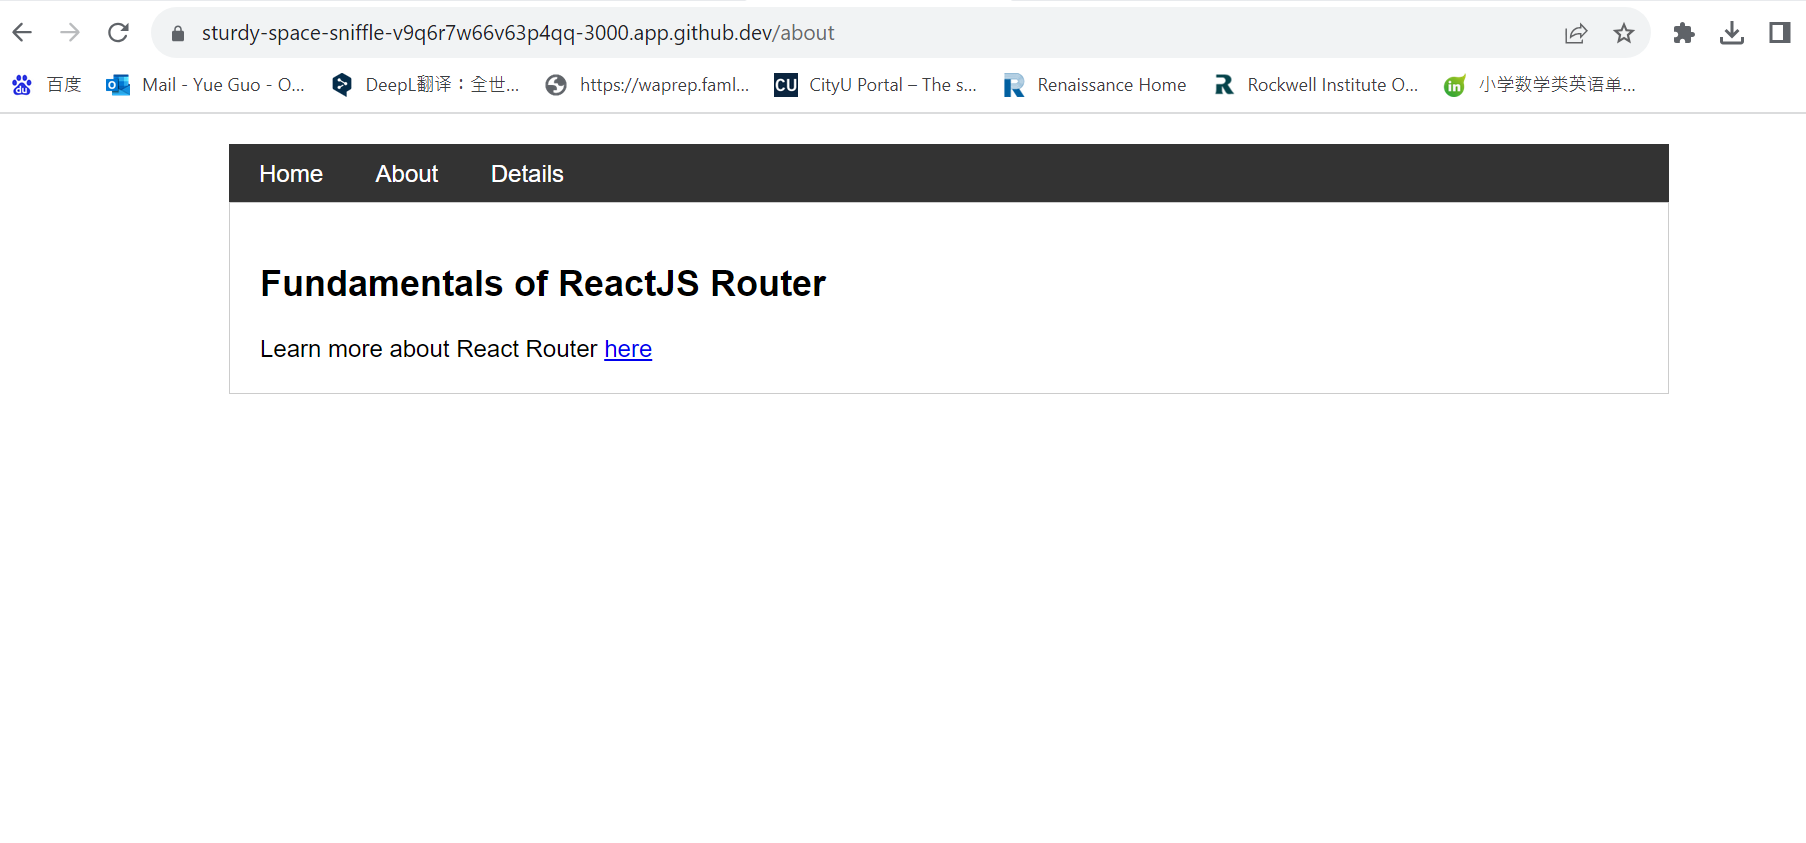 sturdy-space-sniffle-v9q6r7w66v63p4qq-3000.app.github.dev/about
百度 Mail - Yue Guo - O... DeepL翻译：全世... https://waprep.faml... CU CityU Portal – The s... Renaissance Home Rockwell Institute O... in 小学数学类英语单...
Home About Details
Fundamentals of ReactJS Router
Learn more about React Router here